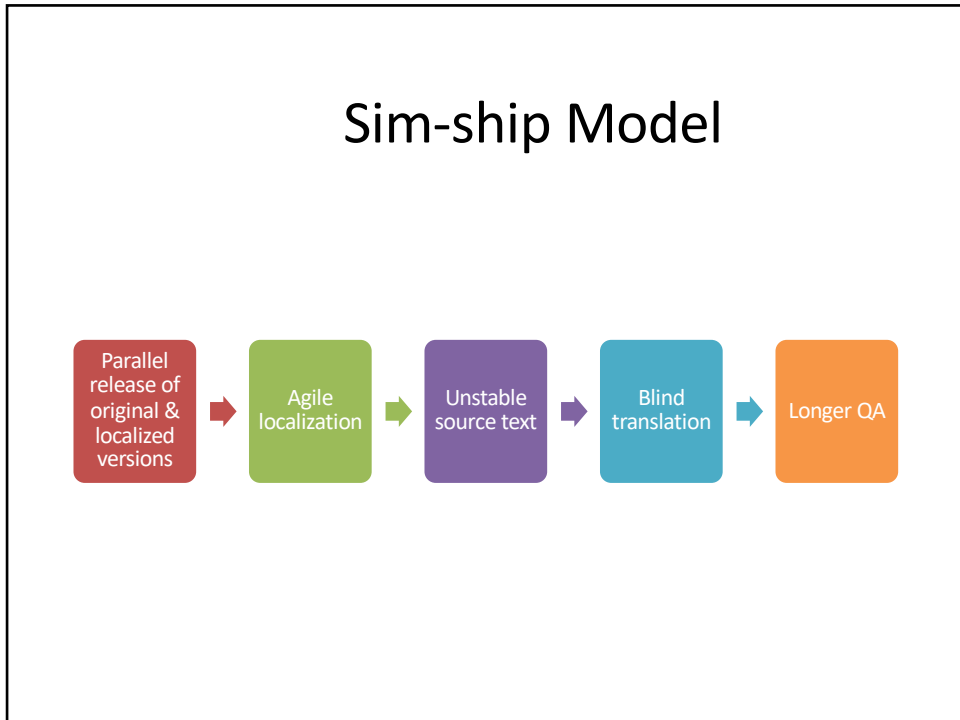 Sim-ship Model
Parallel
release of
original &
localized
versions
Agile
localization
Unstable
source text
Blind
translation
Longer QA